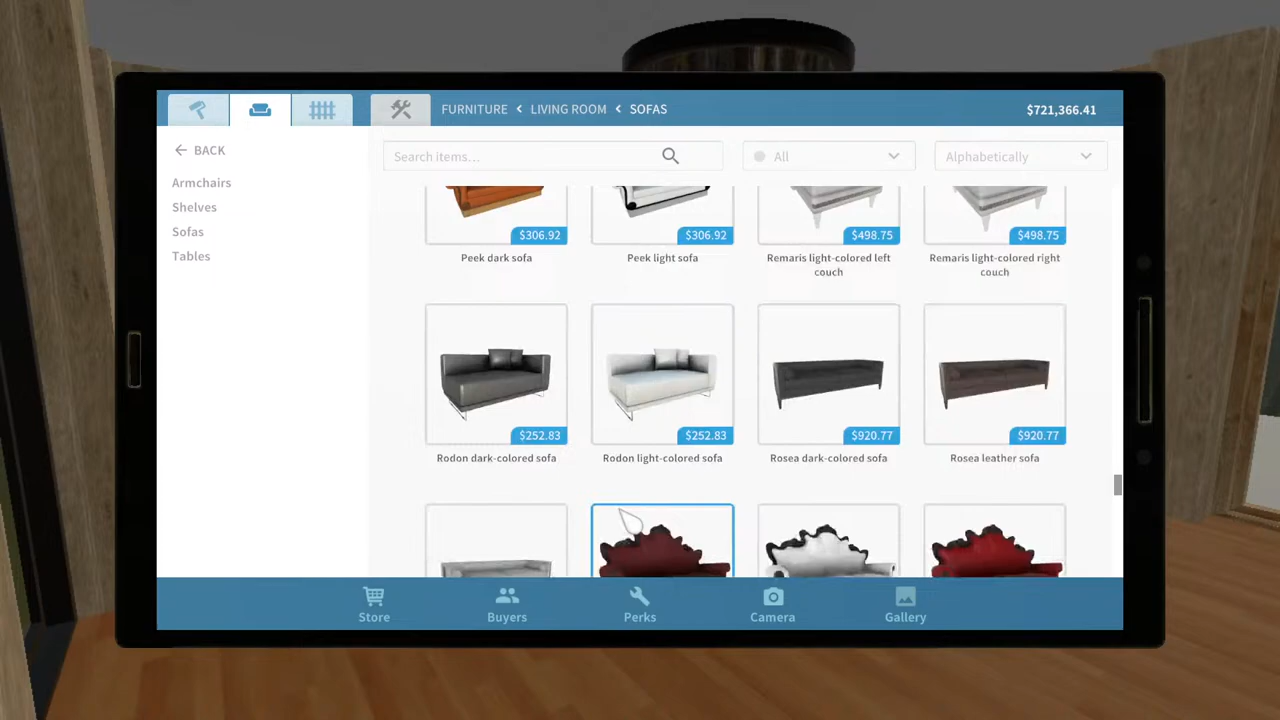 FURNITURE < LIVING ROOM < SOFAS
$721,366.41
BACK
Search items...
All
Alphabetically
Armchairs
Shelves
Sofas
Tables
$306.92
$306.92
$498.75
$498.75
Peek dark sofa
Peek light sofa
Remaris light-colored left
couch
Remaris light-colored right
couch
$252.83
$252.83
$920.77
$920.77
Rodon dark-colored sofa
Rodon light-colored sofa
Rosea dark-colored sofa
Rosea leather sofa
Store
Buyers
Perks
Camera
Gallery